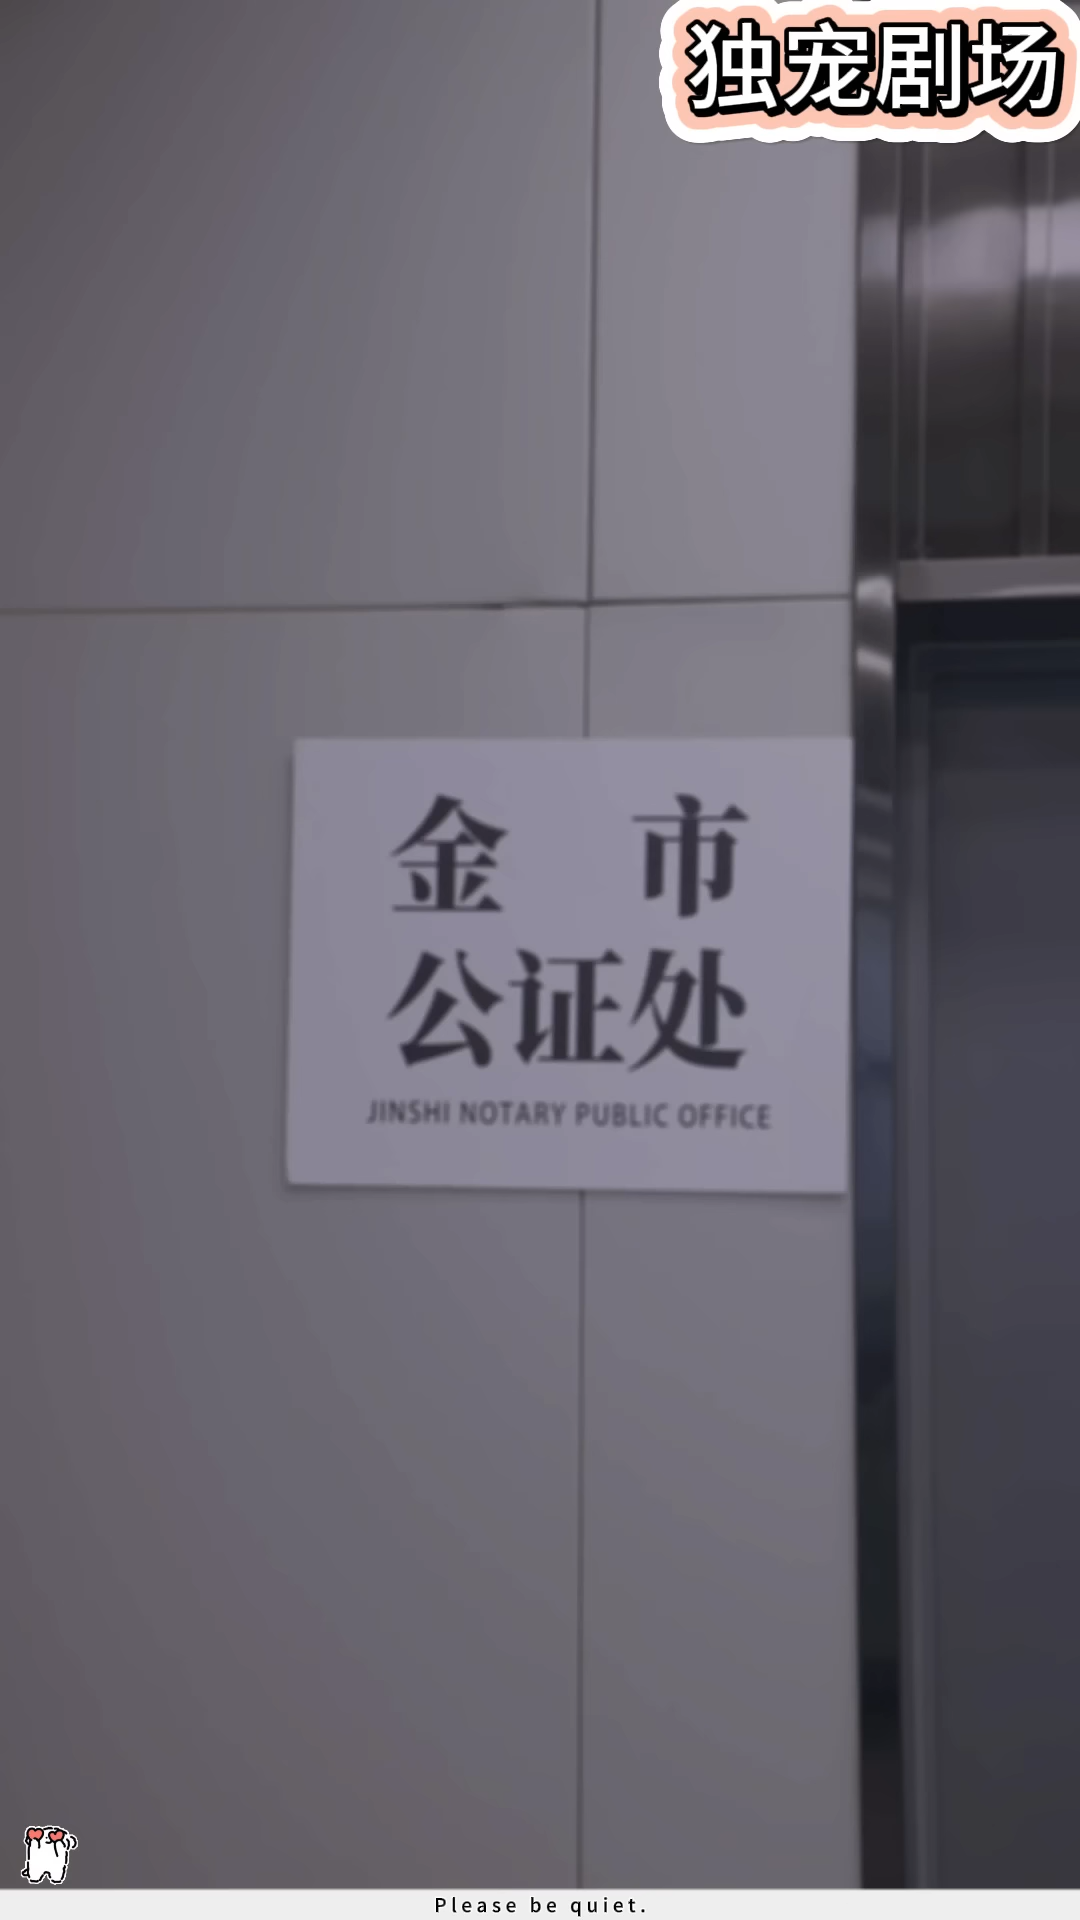 独宠剧场
金 市
公证处
JINSHI NOTARY PUBLIC OFFICE
Please be quiet.